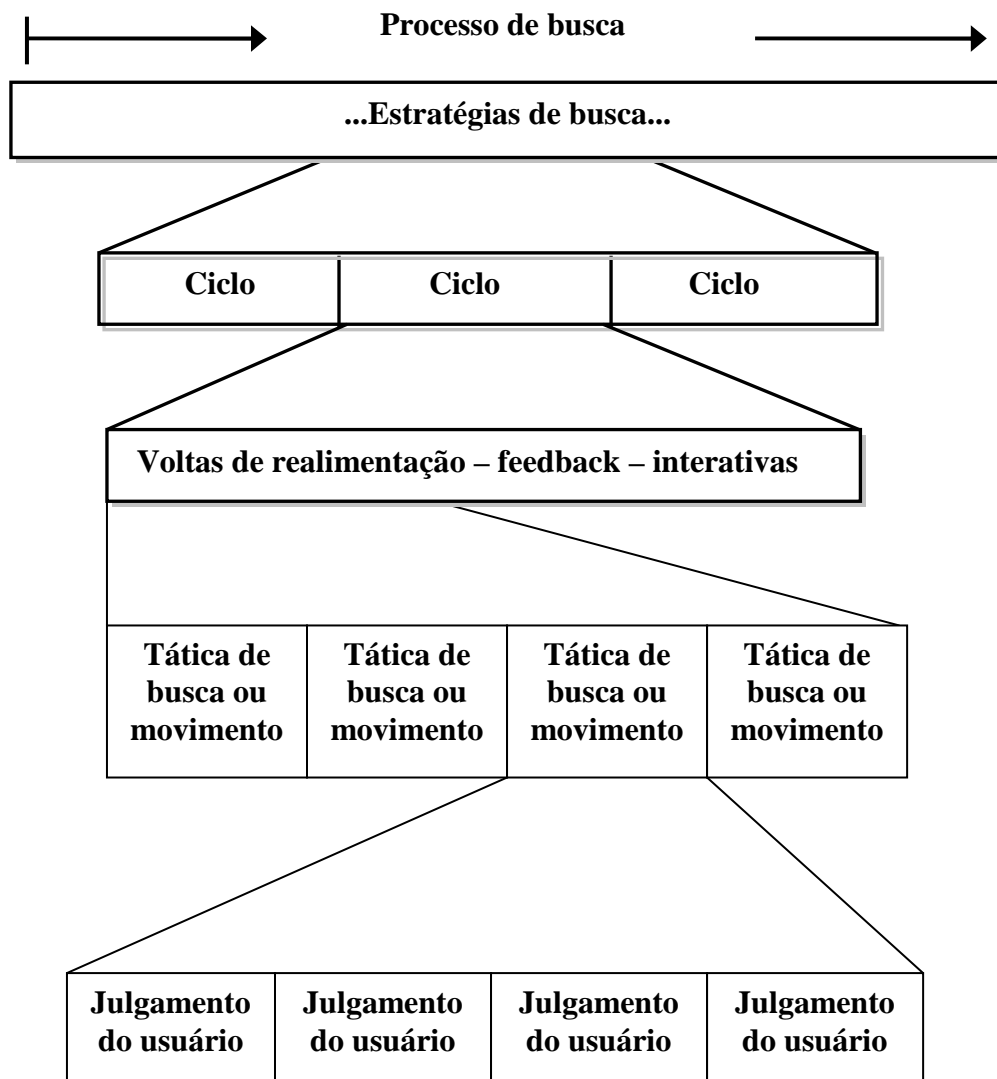 Processo de busca
...Estratégias de busca...
Ciclo Ciclo Ciclo
Voltas de realimentação – feedback – interativas
Tática de busca ou movimento
Tática de busca ou movimento
Tática de busca ou movimento
Tática de busca ou movimento
Julgamento do usuário
Julgamento do usuário
Julgamento do usuário
Julgamento do usuário